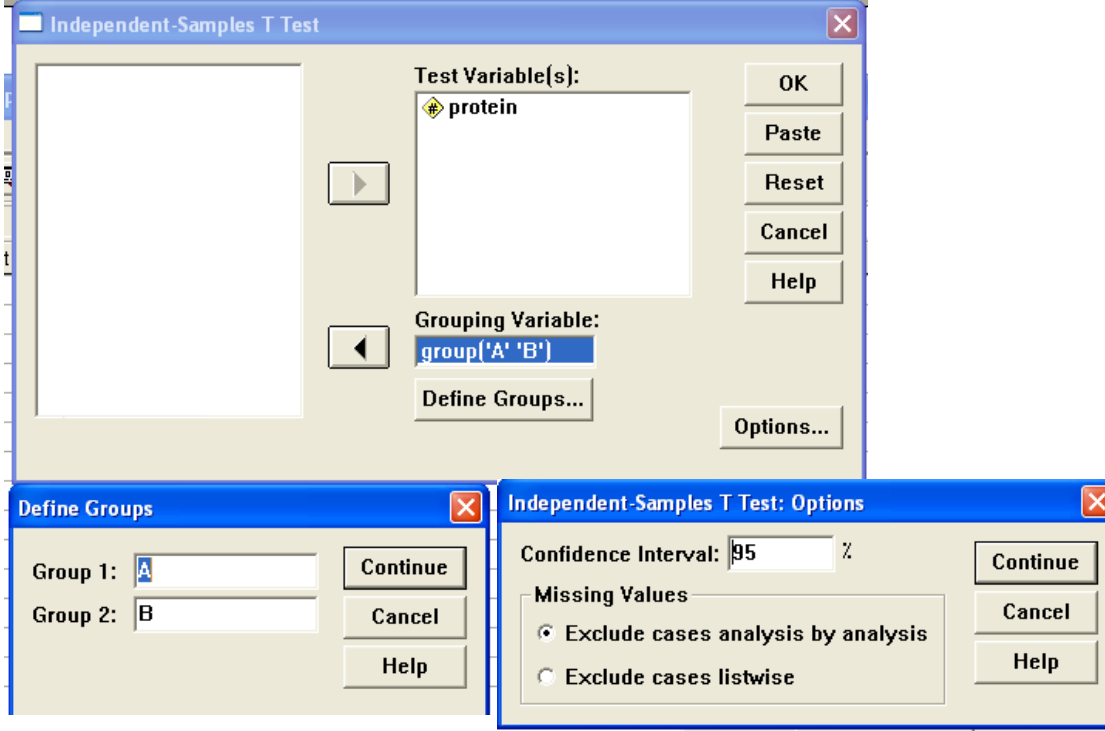 Independent-Samples T Test
Test Variable(s):
# protein
OK
Paste
Reset
Cancel
Help
Grouping Variable:
group('A' 'B')
Define Groups...
Options...
Define Groups
Group 1: A
Group 2: B
Continue
Cancel
Help
Independent-Samples T Test: Options
Confidence Interval: 95 %
Missing Values
Exclude cases analysis by analysis
Exclude cases listwise
Continue
Cancel
Help